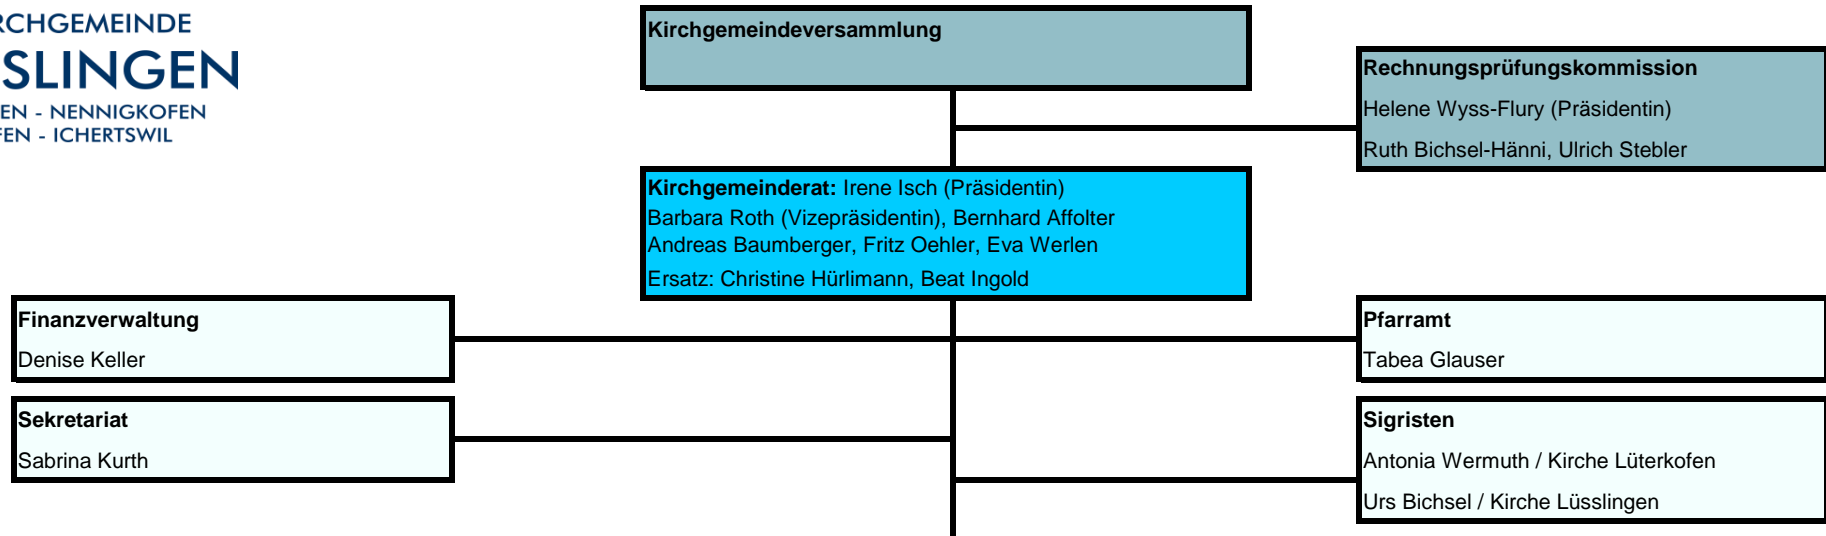 RCHGEMEINDE
SLINGEN
EN - NENNIGKOFEN
FEN - ICHERTSWIL
Kirchgemeindeversammlung
Rechnungsprüfungskommission
Helene Wyss-Flury (Präsidentin)
Ruth Bichsel-Hänni, Ulrich Stebler
Kirchgemeinderat: Irene Isch (Präsidentin)
Barbara Roth (Vizepräsidentin), Bernhard Affolter
Andreas Baumberger, Fritz Oehler, Eva Werlen
Ersatz: Christine Hürlimann, Beat Ingold
Finanzverwaltung
Denise Keller
Pfarramt
Tabea Glauser
Sekretariat
Sabrina Kurth
Sigristen
Antonia Wermuth / Kirche Lüterkofen
Urs Bichsel / Kirche Lüsslingen